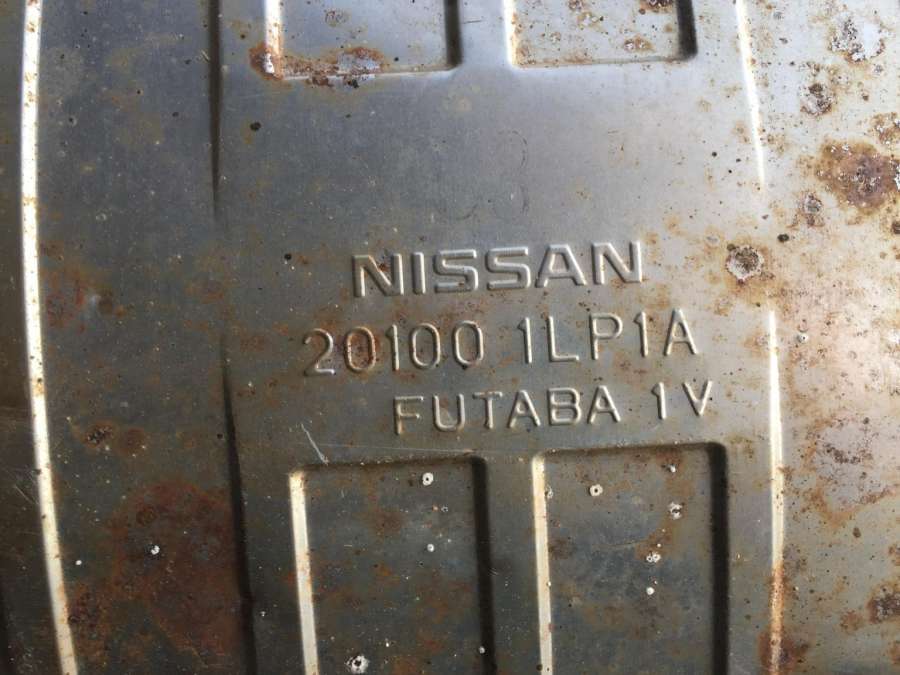 NISSAN
20100 1LP1A
FUTABA 1V